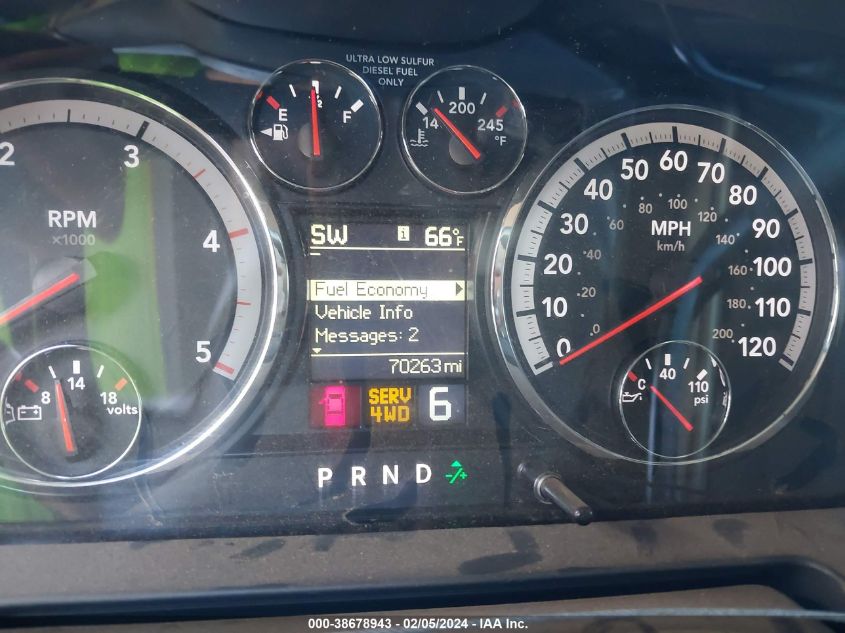 ULTRA LOW SULFUR
DIESEL FUEL
ONLY
E 1/2 F
14 200 245
°F
2 3 4 5
RPM
x1000
8 14 18
volts
SW i 66°F
Fuel Economy
Vehicle Info
Messages: 2
70263 mi
SERV
4WD
6
P R N D -/+
0 10 20 30 40 50 60 70 80 90 100 110 120
MPH
km/h
0 20 40 60 80 100 120 140 160 180 200
C 40 110
psi
000-38678943 - 02/05/2024 - IAA Inc.